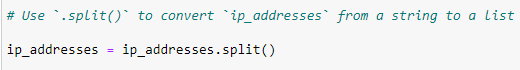 # Use `.split()` to convert `ip_addresses` from a string to a list
ip_addresses = ip_addresses.split()